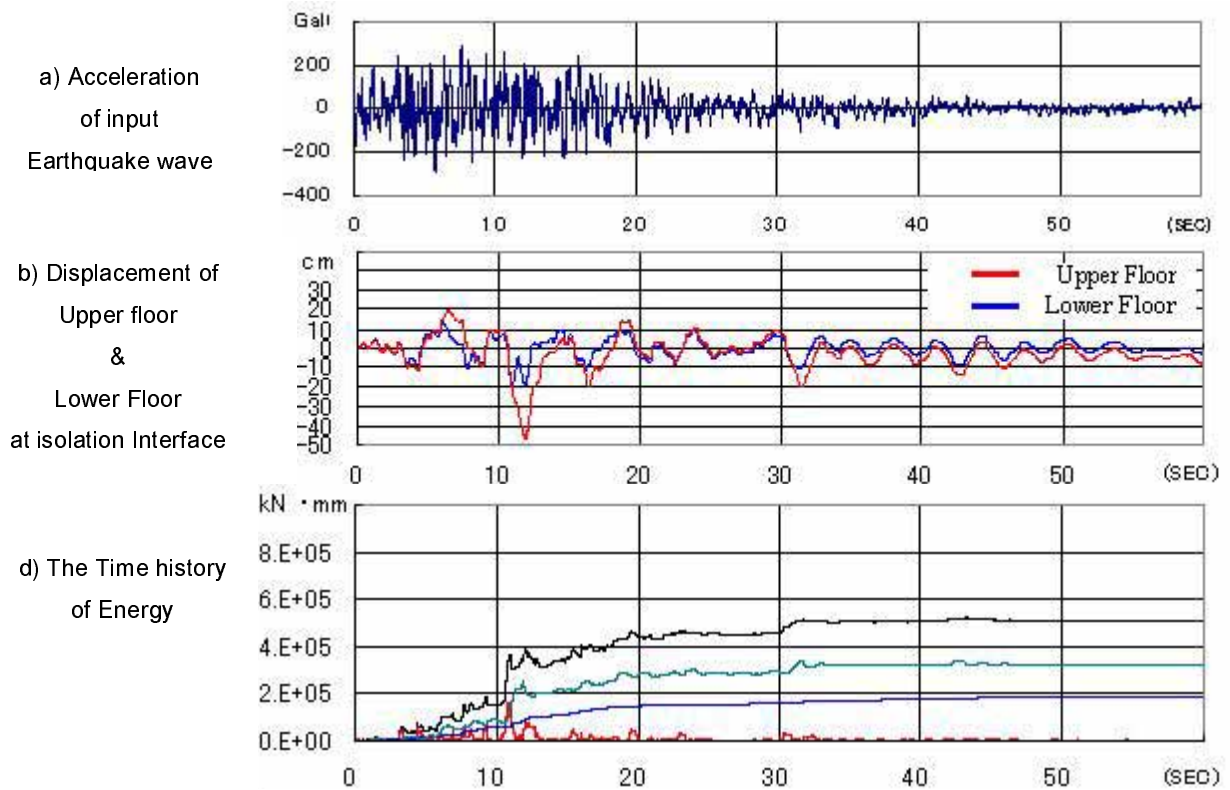 a) Acceleration
of input
Earthquake wave
Gal
200
0
-200
-400
0 10 20 30 40 50 (SEC)
b) Displacement of
Upper floor
&
Lower Floor
at isolation Interface
cm
30
20
10
-10
-20
-30
-40
-50
Upper Floor
Lower Floor
0 10 20 30 40 50 (SEC)
d) The Time history
of Energy
kN・mm
8.E+05
6.E+05
4.E+05
2.E+05
0.E+00
0 10 20 30 40 50 (SEC)